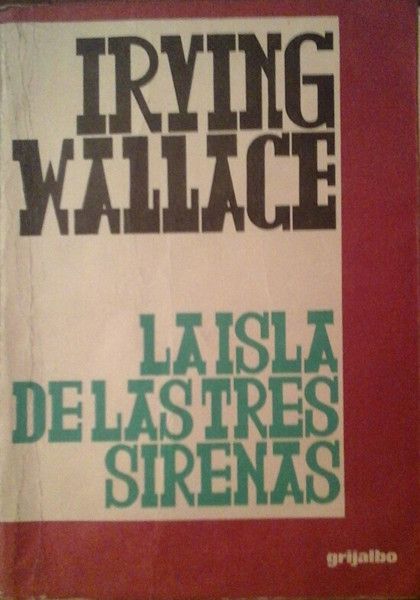 IRVING
WALLACE
LA ISLA
DE LAS TRES
SIRENAS
grijalbo